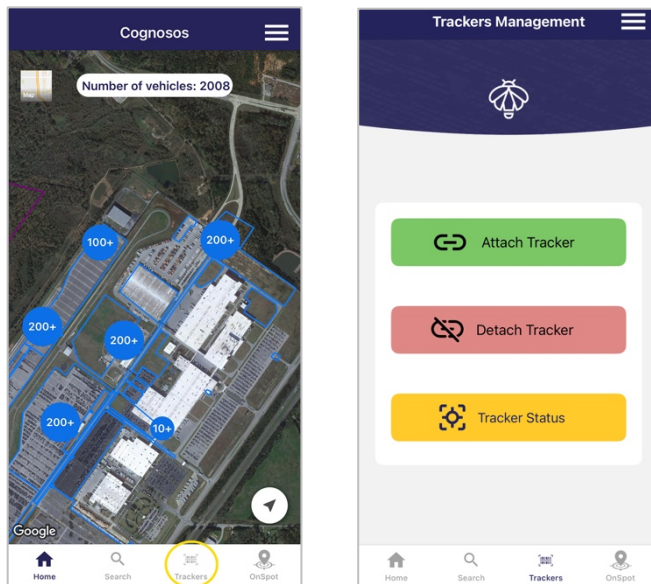 Cognosos
Number of vehicles: 2008
Map
100+
200+
200+
200+
200+
10+
Google
Home
Search
Trackers
OnSpot
Trackers Management
Attach Tracker
Detach Tracker
Tracker Status
Home
Search
Trackers
OnSpot